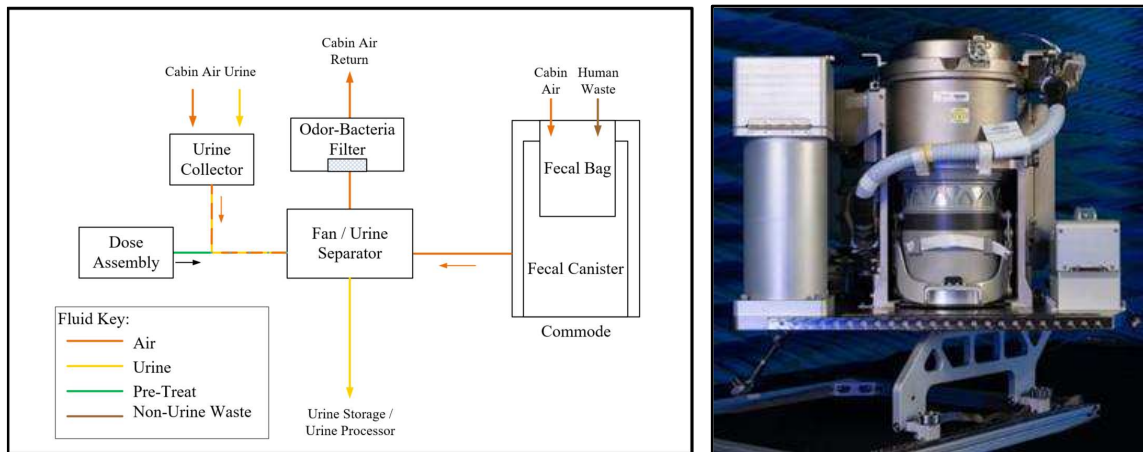 Cabin Air Urine
Cabin Air
Return
Cabin
Air
Human
Waste
Urine
Collector
Odor-Bacteria
Filter
Fecal Bag
Dose
Assembly
Fan / Urine
Separator
Fecal Canister
Commode
Fluid Key:
Air
Urine
Pre-Treat
Non-Urine Waste
Urine Storage /
Urine Processor